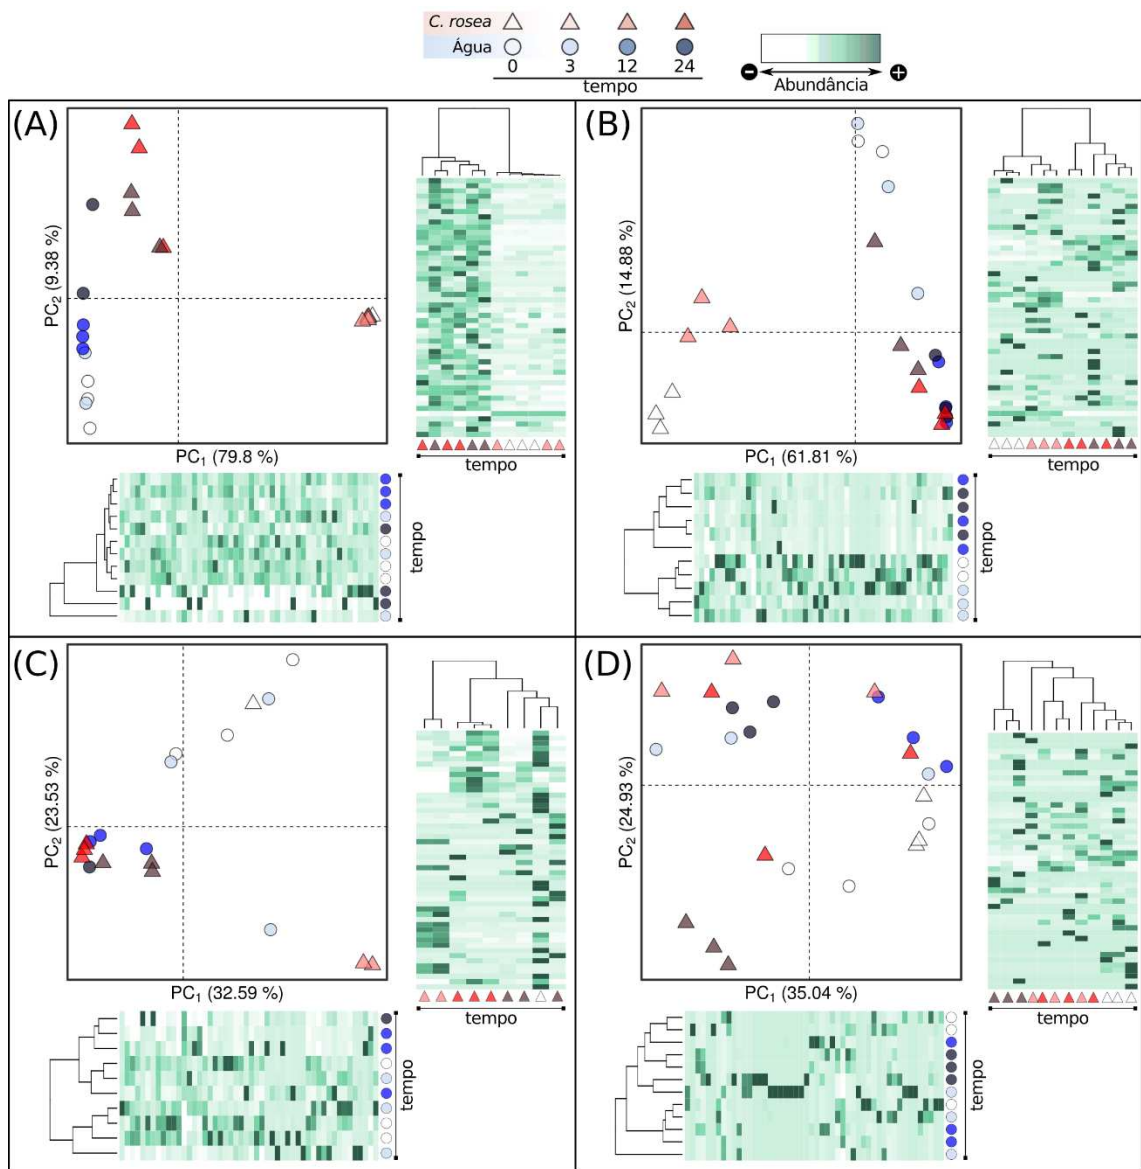 C. rosea
Água
0 3 12 24
tempo
Abundância
(A)
PC2 (9.38 %)
PC1 (79.8 %)
tempo
tempo
(B)
PC2 (14.88 %)
PC1 (61.81 %)
tempo
tempo
(C)
PC2 (23.53 %)
PC1 (32.59 %)
tempo
tempo
(D)
PC2 (24.93 %)
PC1 (35.04 %)
tempo
tempo